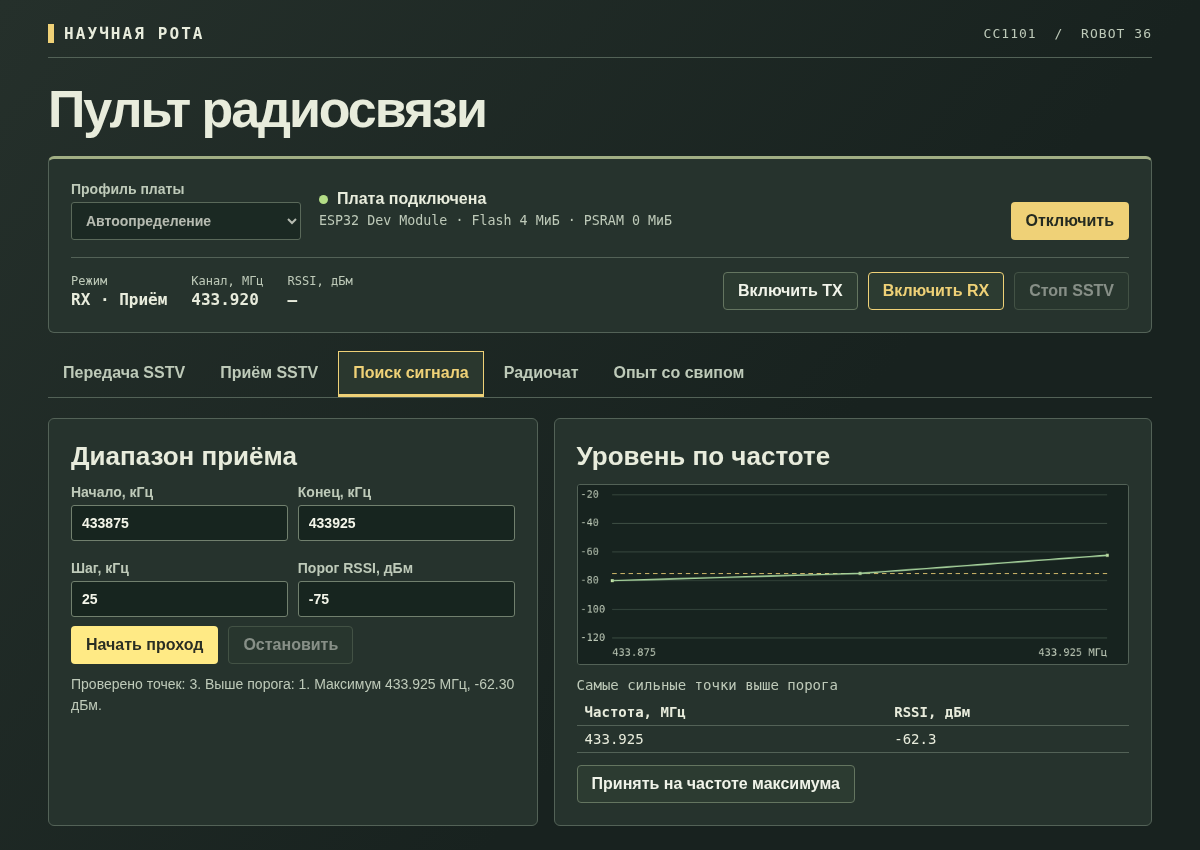 НАУЧНАЯ РОТА
CC1101 / ROBOT 36
Пульт радиосвязи
Профиль платы
Автоопределение
Плата подключена
ESP32 Dev Module · Flash 4 МиБ · PSRAM 0 МиБ
Отключить
Режим
RX · Приём
Канал, МГц
433.920
RSSI, дБм
—
Включить TX
Включить RX
Стоп SSTV
Передача SSTV
Приём SSTV
Поиск сигнала
Радиочат
Опыт со свипом
Диапазон приёма
Начало, кГц
Конец, кГц
433875
433925
Шаг, кГц
Порог RSSI, дБм
25
-75
Начать проход
Остановить
Проверено точек: 3. Выше порога: 1. Максимум 433.925 МГц, -62.30
дБм.
Уровень по частоте
-20
-40
-60
-80
-100
-120
433.875
433.925 МГц
Самые сильные точки выше порога
Частота, МГц
RSSI, дБм
433.925
-62.3
Принять на частоте максимума